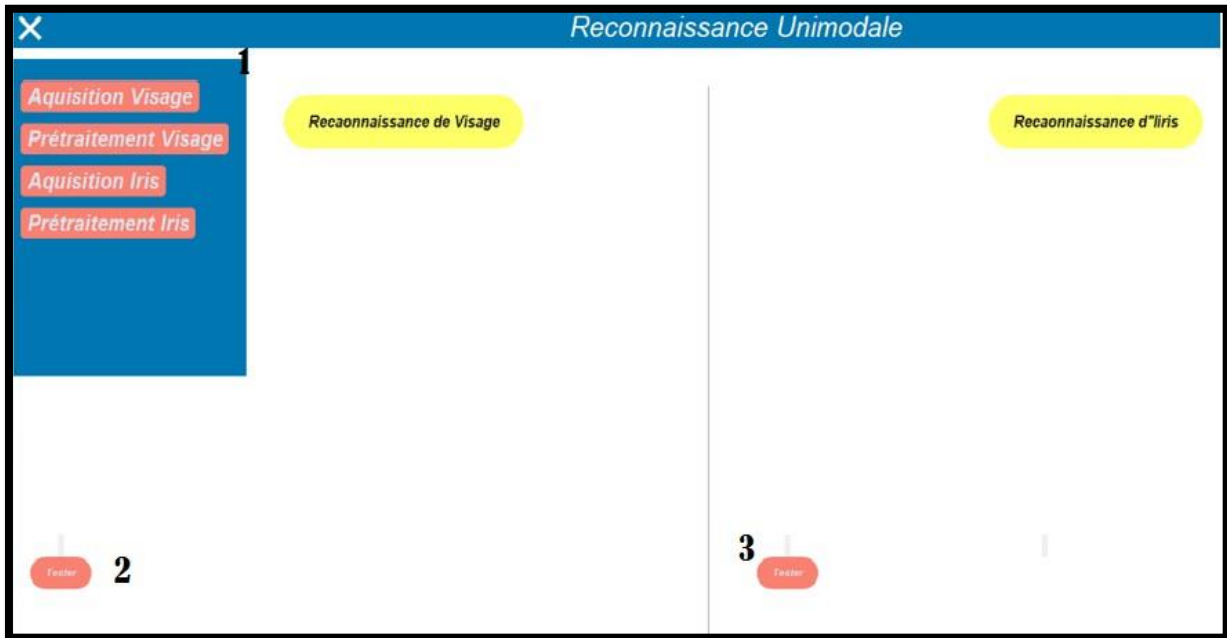 Reconnaissance Unimodale
1
Aquisition Visage
Prétraitement Visage
Aquisition Iris
Prétraitement Iris
Recaonnaissance de Visage
Recaonnaissance d"Iiris
2
Tester
3
Tester